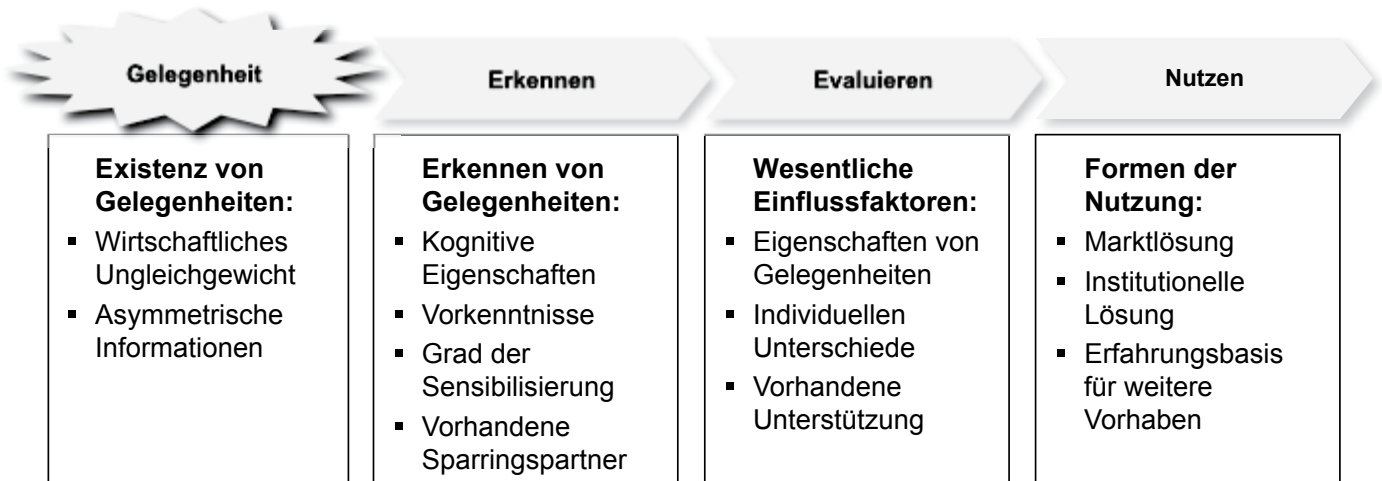 Gelegenheit
Erkennen
Evaluieren
Nutzen
Existenz von
Gelegenheiten:
▪ Wirtschaftliches
Ungleichgewicht
▪ Asymmetrische
Informationen
Erkennen von
Gelegenheiten:
▪ Kognitive
Eigenschaften
▪ Vorkenntnisse
▪ Grad der
Sensibilisierung
▪ Vorhandene
Sparringspartner
Wesentliche
Einflussfaktoren:
▪ Eigenschaften von
Gelegenheiten
▪ Individuellen
Unterschiede
▪ Vorhandene
Unterstützung
Formen der
Nutzung:
▪ Marktlösung
▪ Institutionelle
Lösung
▪ Erfahrungsbasis
für weitere
Vorhaben